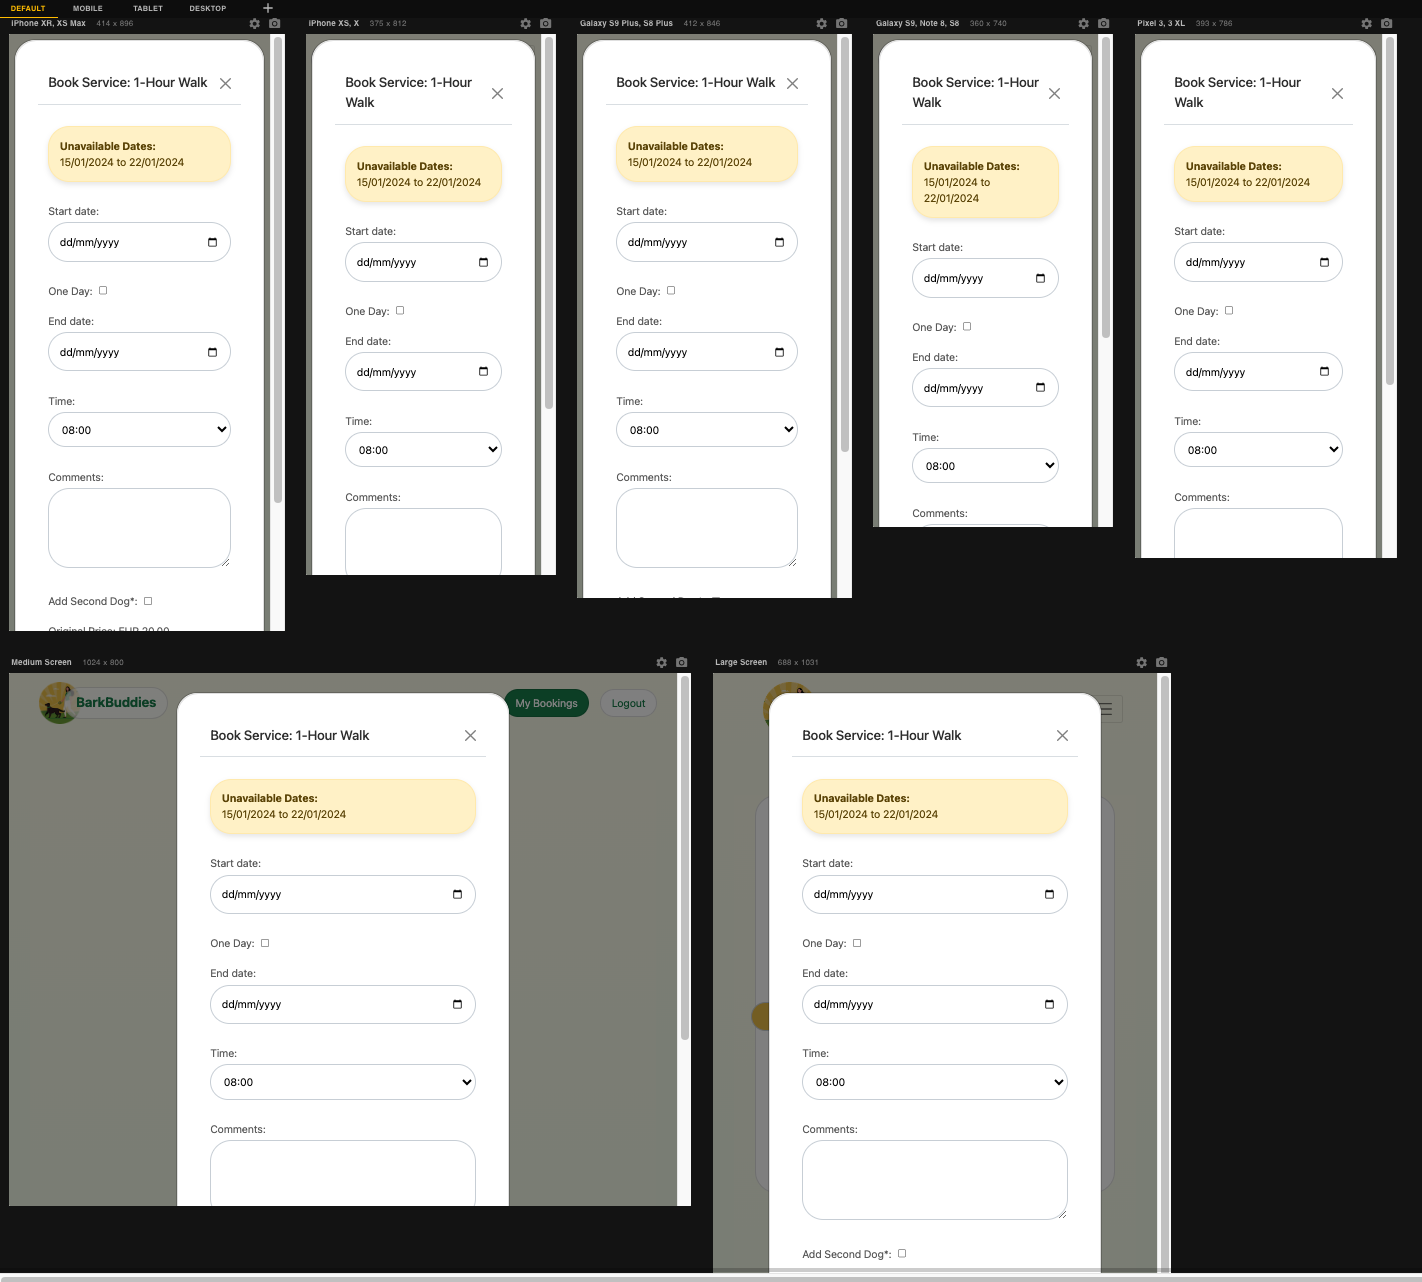 DEFAULT MOBILE TABLET DESKTOP
iPhone XR, XS Max 414 x 896
Book Service: 1-Hour Walk
Unavailable Dates:
15/01/2024 to 22/01/2024
Start date:
dd/mm/yyyy
One Day:
End date:
dd/mm/yyyy
Time:
08:00
Comments:
Add Second Dog*:
Original Price: EUR 20.00
iPhone XS, X 375 x 812
Book Service: 1-Hour
Walk
Unavailable Dates:
15/01/2024 to 22/01/2024
Start date:
dd/mm/yyyy
One Day:
End date:
dd/mm/yyyy
Time:
08:00
Comments:
Galaxy S9 Plus, S8 Plus 412 x 846
Book Service: 1-Hour Walk
Unavailable Dates:
15/01/2024 to 22/01/2024
Start date:
dd/mm/yyyy
One Day:
End date:
dd/mm/yyyy
Time:
08:00
Comments:
Galaxy S9, Note 8, S8 360 x 740
Book Service: 1-Hour
Walk
Unavailable Dates:
15/01/2024 to
22/01/2024
Start date:
dd/mm/yyyy
One Day:
End date:
dd/mm/yyyy
Time:
08:00
Comments:
Pixel 3, 3 XL 393 x 786
Book Service: 1-Hour
Walk
Unavailable Dates:
15/01/2024 to 22/01/2024
Start date:
dd/mm/yyyy
One Day:
End date:
dd/mm/yyyy
Time:
08:00
Comments:
Medium Screen 1024 x 800
BarkBuddies
My Bookings
Logout
Book Service: 1-Hour Walk
Unavailable Dates:
15/01/2024 to 22/01/2024
Start date:
dd/mm/yyyy
One Day:
End date:
dd/mm/yyyy
Time:
08:00
Comments:
Large Screen 688 x 1031
Book Service: 1-Hour Walk
Unavailable Dates:
15/01/2024 to 22/01/2024
Start date:
dd/mm/yyyy
One Day:
End date:
dd/mm/yyyy
Time:
08:00
Comments:
Add Second Dog*: